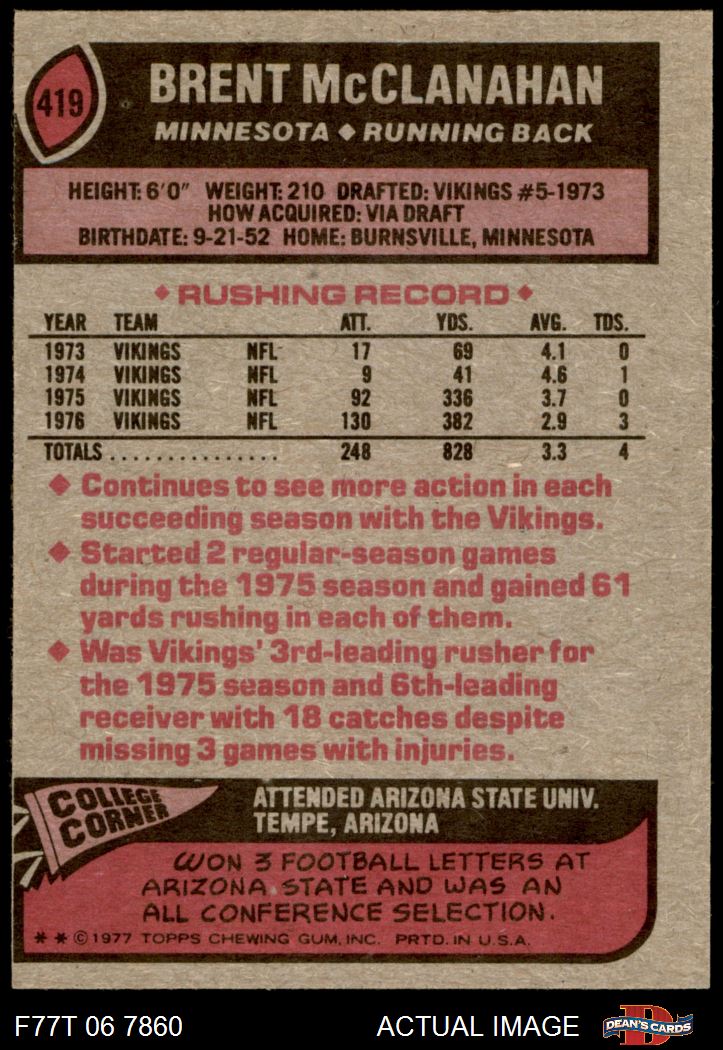 419
BRENT McCLANAHAN
MINNESOTA ◆ RUNNING BACK
HEIGHT: 6'0" WEIGHT: 210 DRAFTED: VIKINGS #5-1973
HOW ACQUIRED: VIA DRAFT
BIRTHDATE: 9-21-52 HOME: BURNSVILLE, MINNESOTA
◆ RUSHING RECORD ◆
YEAR TEAM ATT. YDS. AVG. TDS.
1973 VIKINGS NFL 17 69 4.1 0
1974 VIKINGS NFL 9 41 4.6 1
1975 VIKINGS NFL 92 336 3.7 0
1976 VIKINGS NFL 130 382 2.9 3
TOTALS ............... 248 828 3.3 4
◆ Continues to see more action in each
succeeding season with the Vikings.
◆ Started 2 regular-season games
during the 1975 season and gained 61
yards rushing in each of them.
◆ Was Vikings' 3rd-leading rusher for
the 1975 season and 6th-leading
receiver with 18 catches despite
missing 3 games with injuries.
COLLEGE
CORNER
ATTENDED ARIZONA STATE UNIV.
TEMPE, ARIZONA
WON 3 FOOTBALL LETTERS AT
ARIZONA STATE AND WAS AN
ALL CONFERENCE SELECTION.
* * © 1977 TOPPS CHEWING GUM, INC. PRTD. IN U.S.A.
F77T 06 7860 ACTUAL IMAGE
D
DEAN'S CARDS